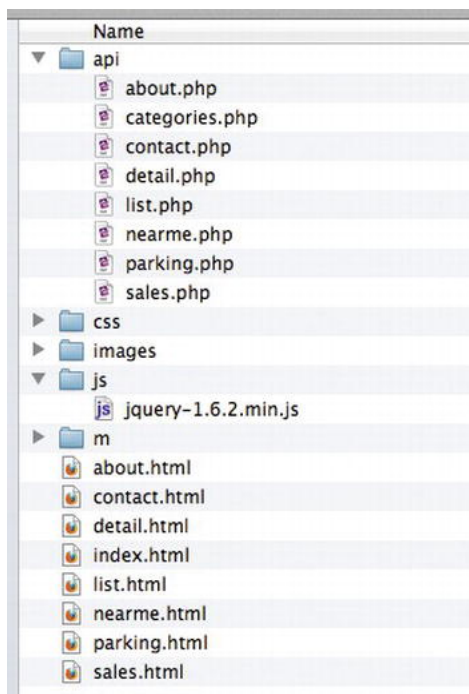 Name
api
about.php
categories.php
contact.php
detail.php
list.php
nearme.php
parking.php
sales.php
css
images
js
js jquery-1.6.2.min.js
m
about.html
contact.html
detail.html
index.html
list.html
nearme.html
parking.html
sales.html